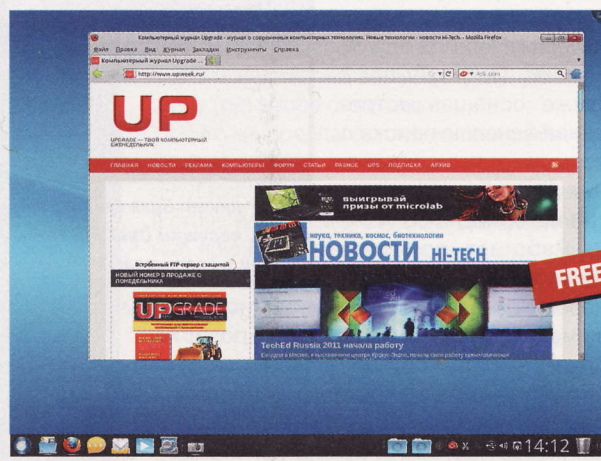 Компьютерный журнал Upgrade - журнал о современных компьютерных технологиях. Новые технологии - новости Hi-Tech. - Mozilla Firefox
Файл Правка Вид Журнал Закладки Инструменты Справка
Компьютерный журнал Upgrade ...
http://www.upweek.ru/
UP
UPGRADE — ТВОЙ КОМПЬЮТЕРНЫЙ
ЕЖЕНЕДЕЛЬНИК
ГЛАВНАЯ НОВОСТИ РЕКЛАМА КОМПЬЮТЕРЫ ФОРУМ СТАТЬИ РАЗНОЕ GPS ПОДПИСКА АРХИВ
выигрывай
призы от microlab
наука, техника, космос, биотехнологии
НОВОСТИ HI-TECH
Встроенный FTP-сервер с защитой
НОВЫЙ НОМЕР В ПРОДАЖЕ С
ПОНЕДЕЛЬНИКА
UPGRADE
FREE
TechEd Russia 2011 начала работу
14:12